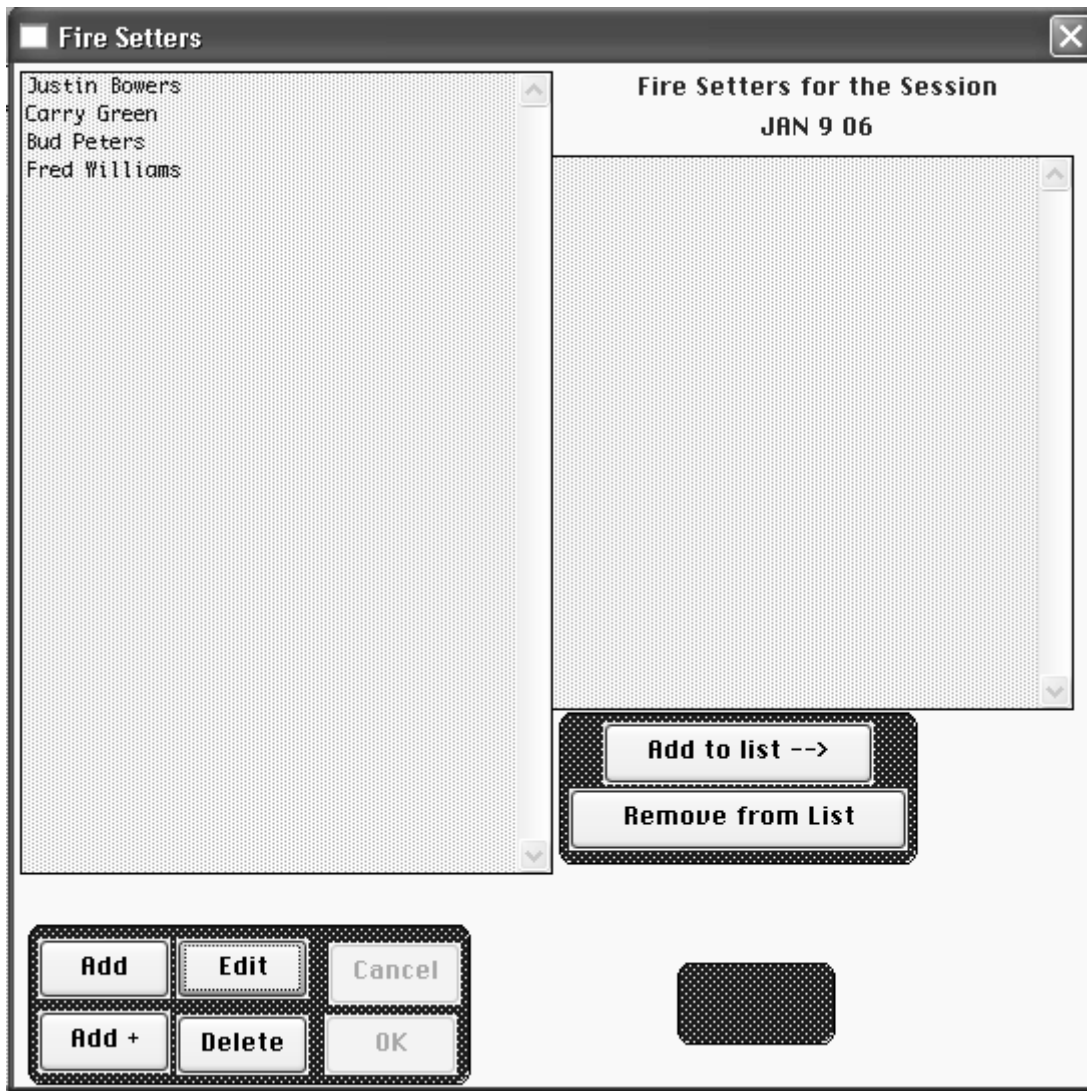 Fire Setters
Justin Bowers
Carry Green
Bud Peters
Fred Williams
Fire Setters for the Session
JAN 9 06
Add to list -->
Remove from List
Add
Edit
Cancel
Add +
Delete
OK